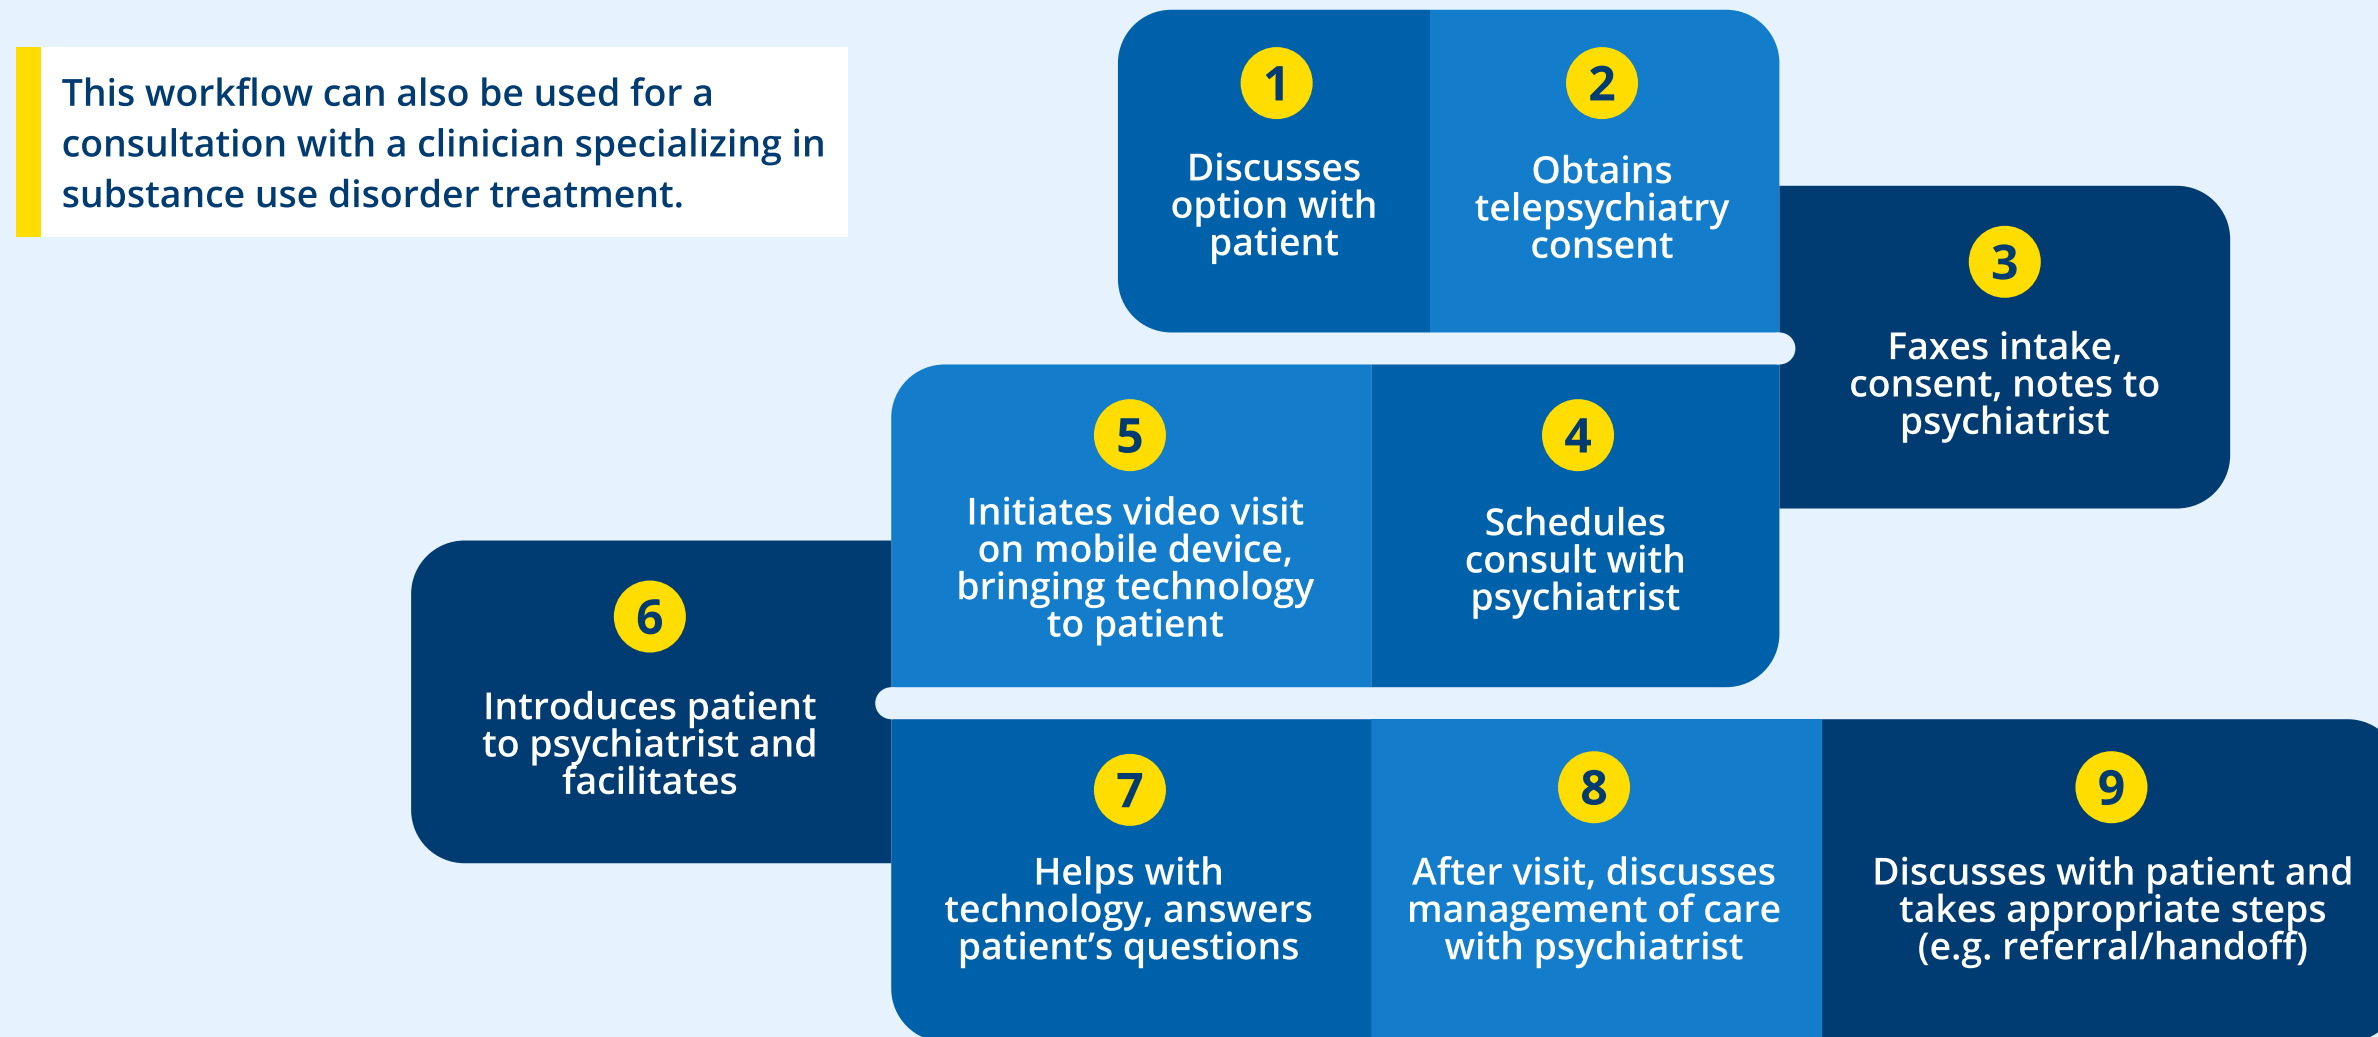 This workflow can also be used for a
consultation with a clinician specializing in
substance use disorder treatment.
1
Discusses
option with
patient
2
Obtains
telepsychiatry
consent
3
Faxes intake,
consent, notes to
psychiatrist
4
Schedules
consult with
psychiatrist
5
Initiates video visit
on mobile device,
bringing technology
to patient
6
Introduces patient
to psychiatrist and
facilitates
7
Helps with
technology, answers
patient’s questions
8
After visit, discusses
management of care
with psychiatrist
9
Discusses with patient and
takes appropriate steps
(e.g. referral/handoff)